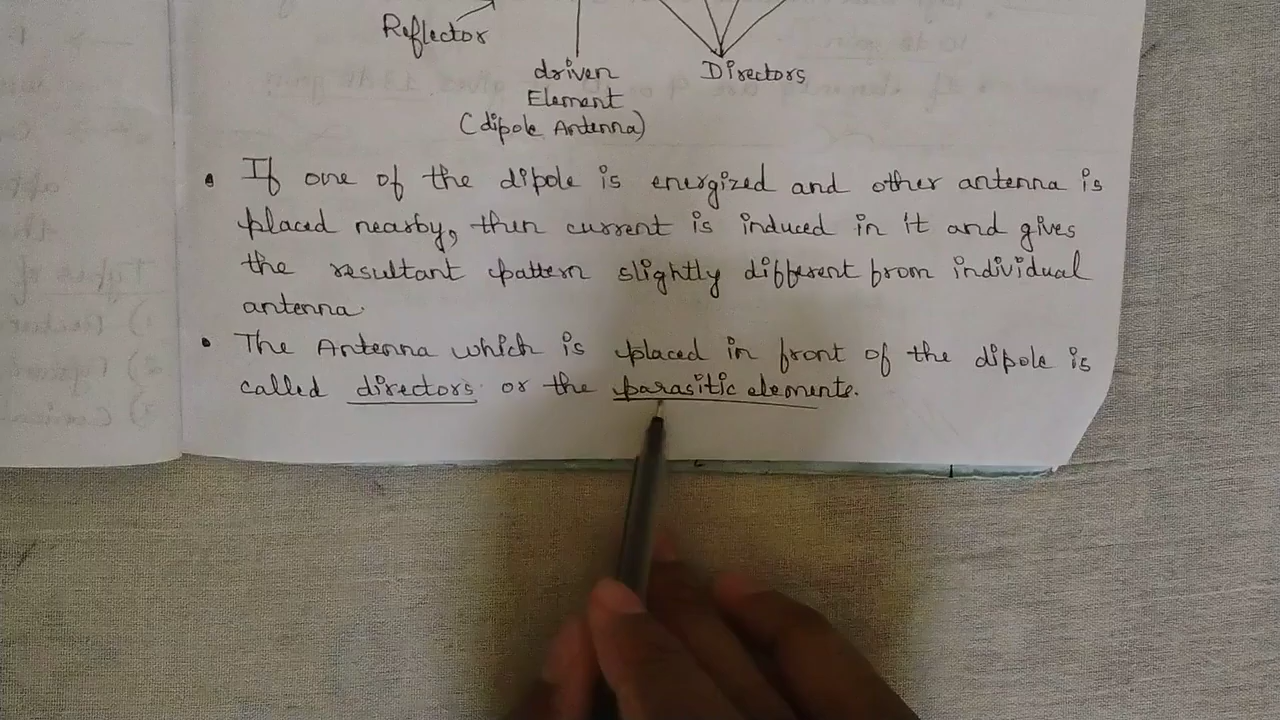 Reflector
driven
Element
(dipole Antenna)
Directors
• If one of the dipole is energized and other antenna is
placed nearby, then current is induced in it and gives
the resultant pattern slightly different from individual
antenna.
• The Antenna which is placed in front of the dipole is
called directors or the parasitic elements.